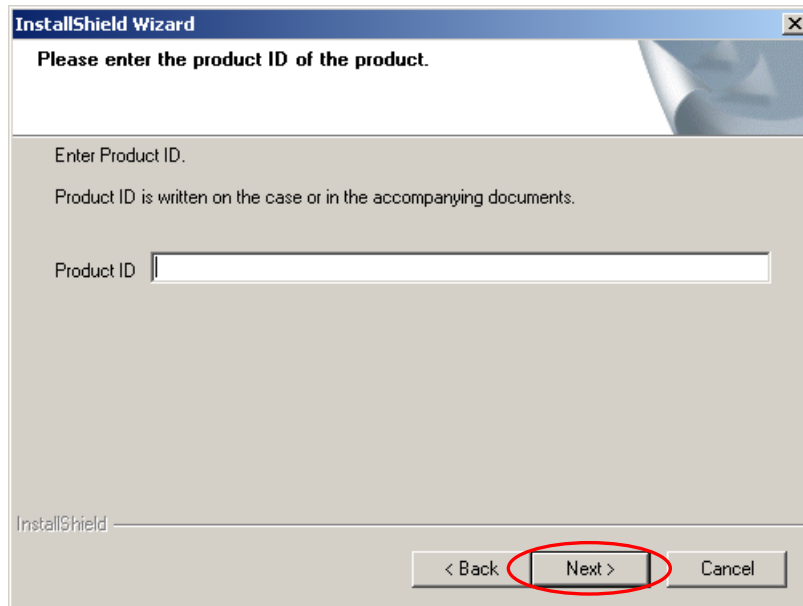 InstallShield Wizard
Please enter the product ID of the product.
Enter Product ID.
Product ID is written on the case or in the accompanying documents.
Product ID
InstallShield
< Back Next > Cancel